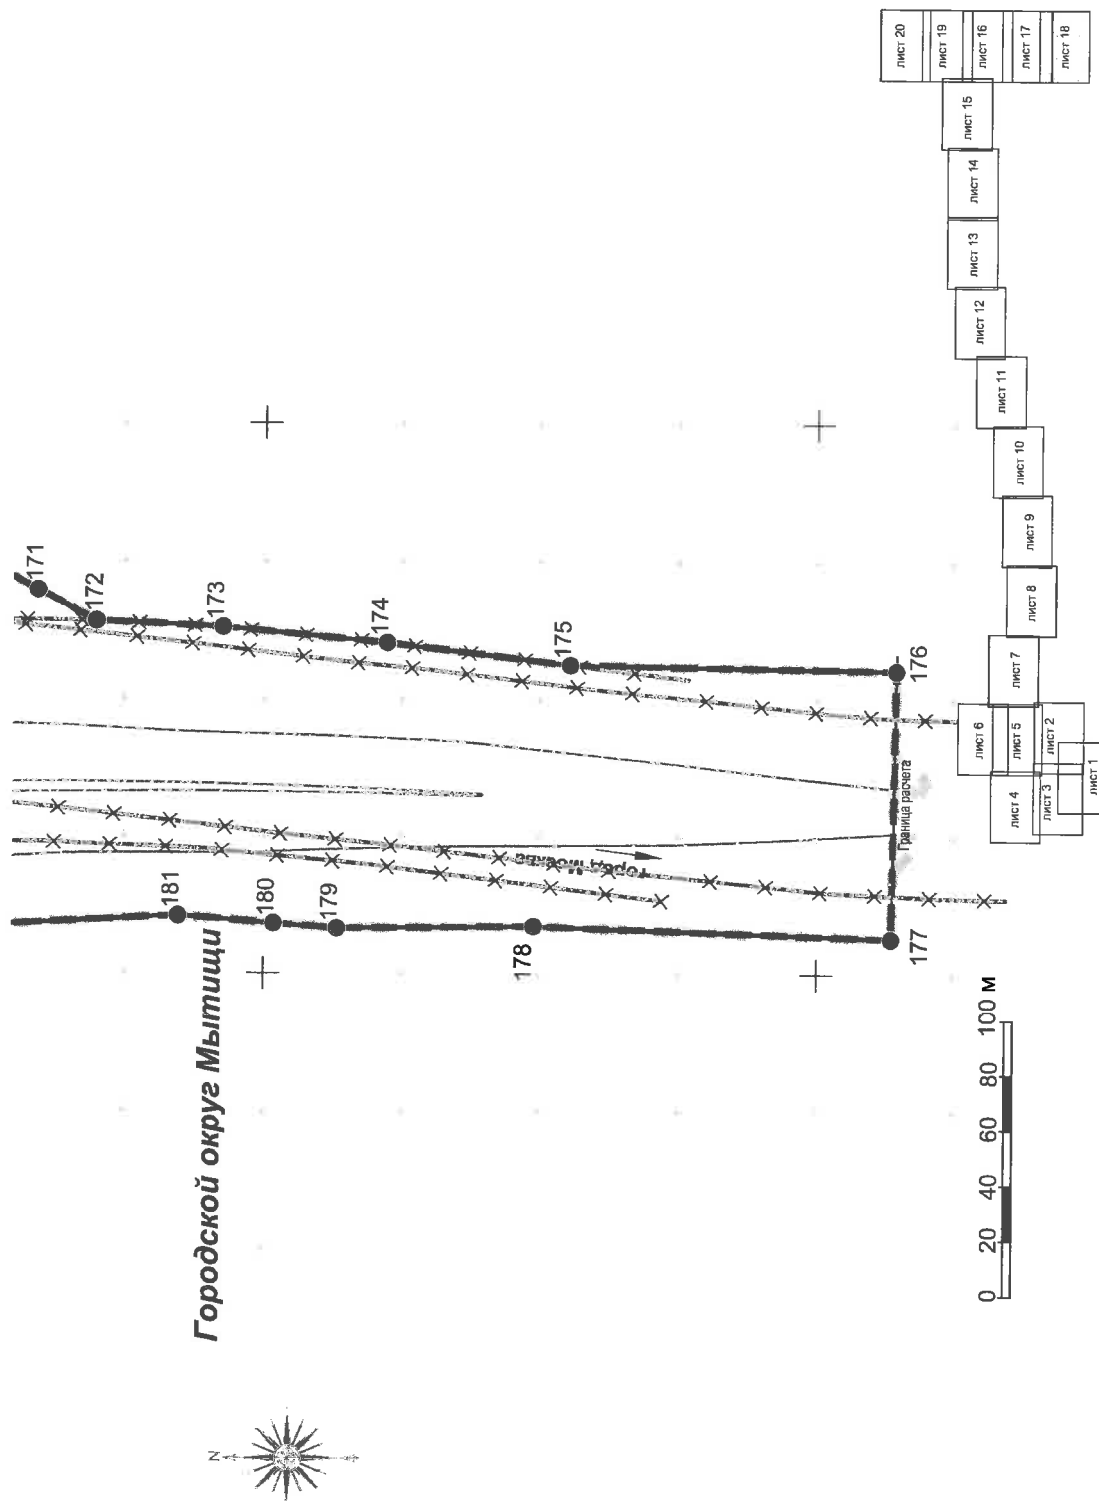 171
172
173
174
175
176
177
178
179
180
181
Городской округ Мытищи
Город Москва
Граница расчета
N
0 20 40 60 80 100 м
лист 1
лист 2
лист 3
лист 4
лист 5
лист 6
лист 7
лист 8
лист 9
лист 10
лист 11
лист 12
лист 13
лист 14
лист 15
лист 20
лист 19
лист 16
лист 17
лист 18